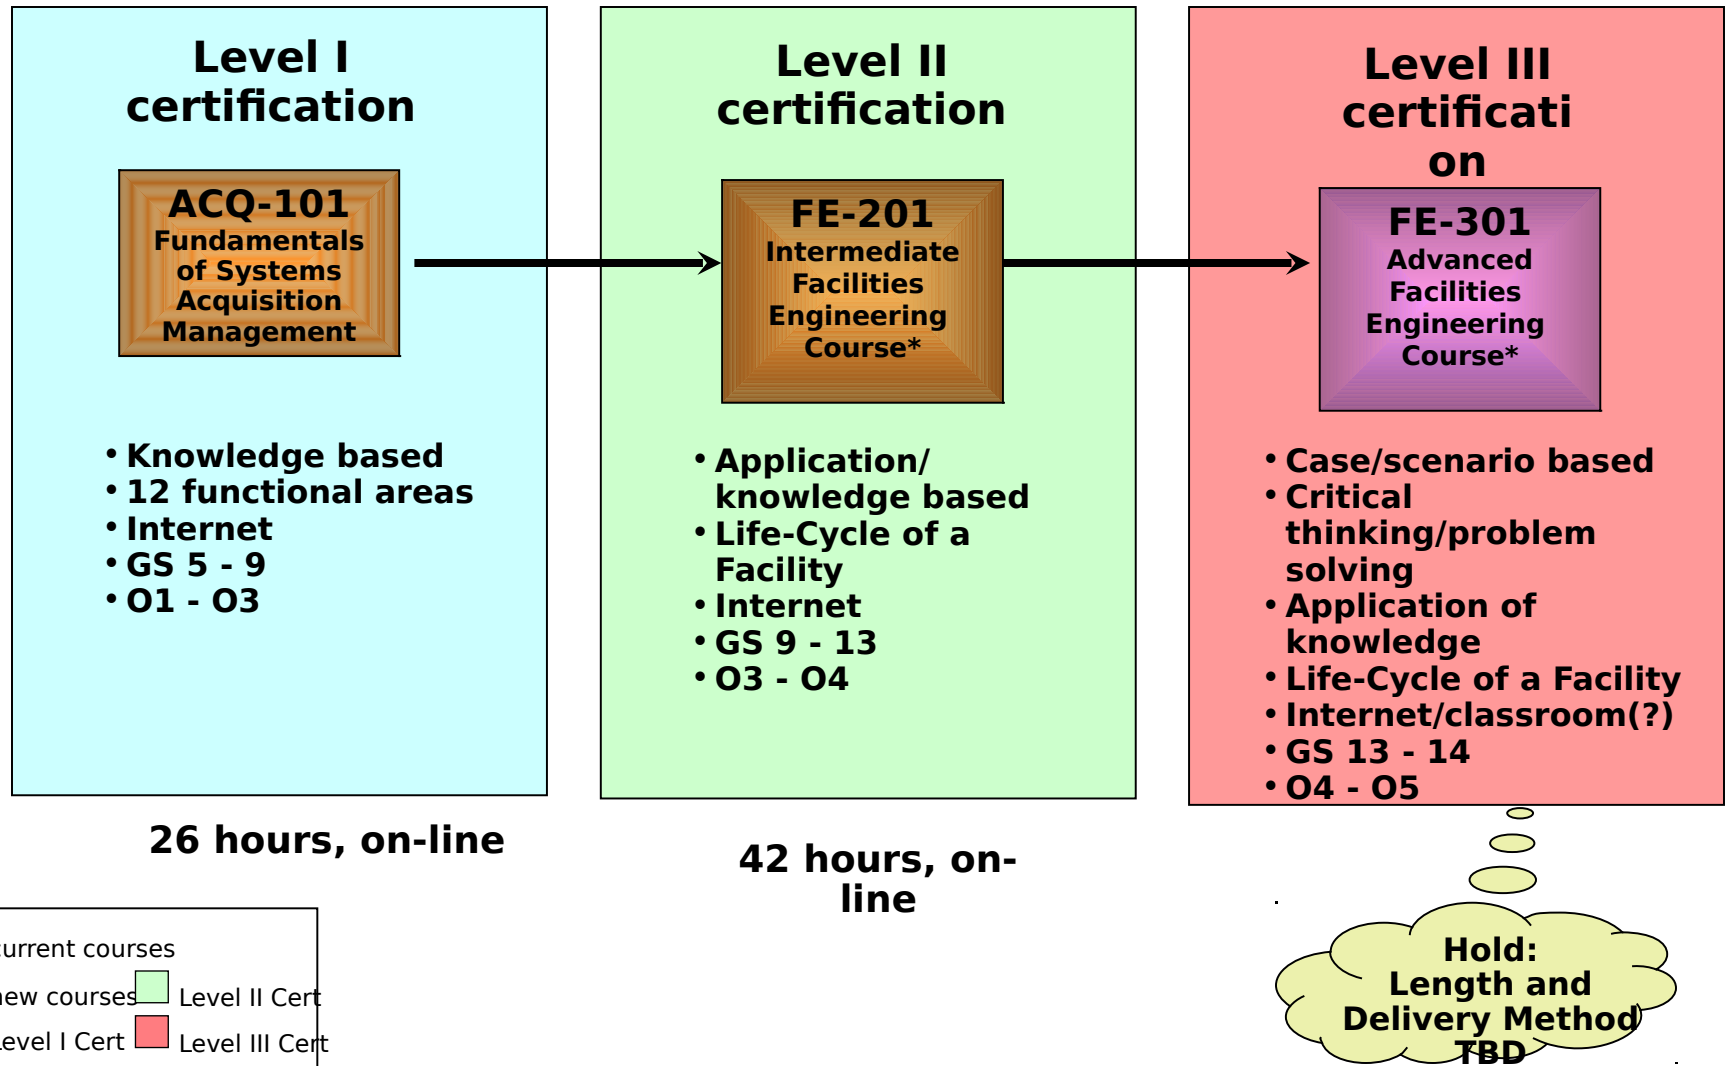 Level I
certification
ACQ-101
Fundamentals
of Systems
Acquisition
Management
• Knowledge based
• 12 functional areas
• Internet
• GS 5 - 9
• O1 - O3
26 hours, on-line
Level II
certification
FE-201
Intermediate
Facilities
Engineering
Course*
• Application/
knowledge based
• Life-Cycle of a
Facility
• Internet
• GS 9 - 13
• O3 - O4
42 hours, on-
line
Level III
certificati
on
FE-301
Advanced
Facilities
Engineering
Course*
• Case/scenario based
• Critical
thinking/problem
solving
• Application of
knowledge
• Life-Cycle of a Facility
• Internet/classroom(?)
• GS 13 - 14
• O4 - O5
Hold:
Length and
Delivery Method
TBD
current courses
new courses
Level II Cert
Level I Cert
Level III Cert